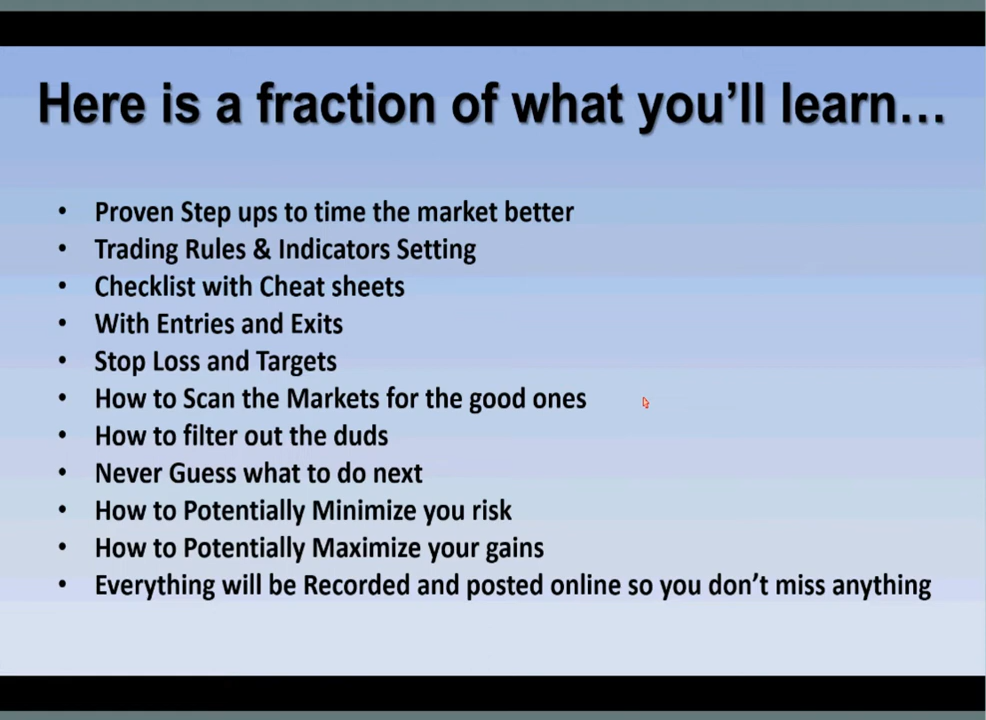 Here is a fraction of what you'll learn...
• Proven Step ups to time the market better
• Trading Rules & Indicators Setting
• Checklist with Cheat sheets
• With Entries and Exits
• Stop Loss and Targets
• How to Scan the Markets for the good ones
• How to filter out the duds
• Never Guess what to do next
• How to Potentially Minimize you risk
• How to Potentially Maximize your gains
• Everything will be Recorded and posted online so you don't miss anything